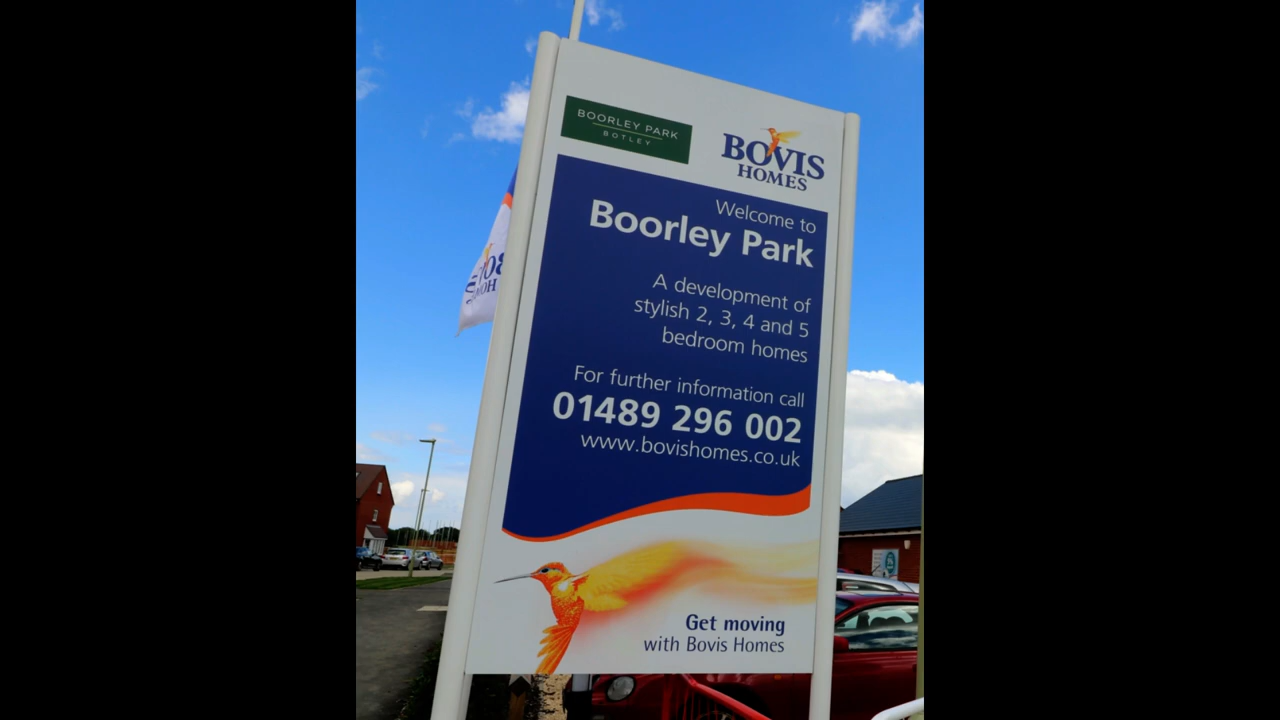 BOORLEY PARK
BOTLEY
BOVIS
HOMES
Welcome to
Boorley Park
A development of
stylish 2, 3, 4 and 5
bedroom homes
For further information call
01489 296 002
www.bovishomes.co.uk
Get moving
with Bovis Homes